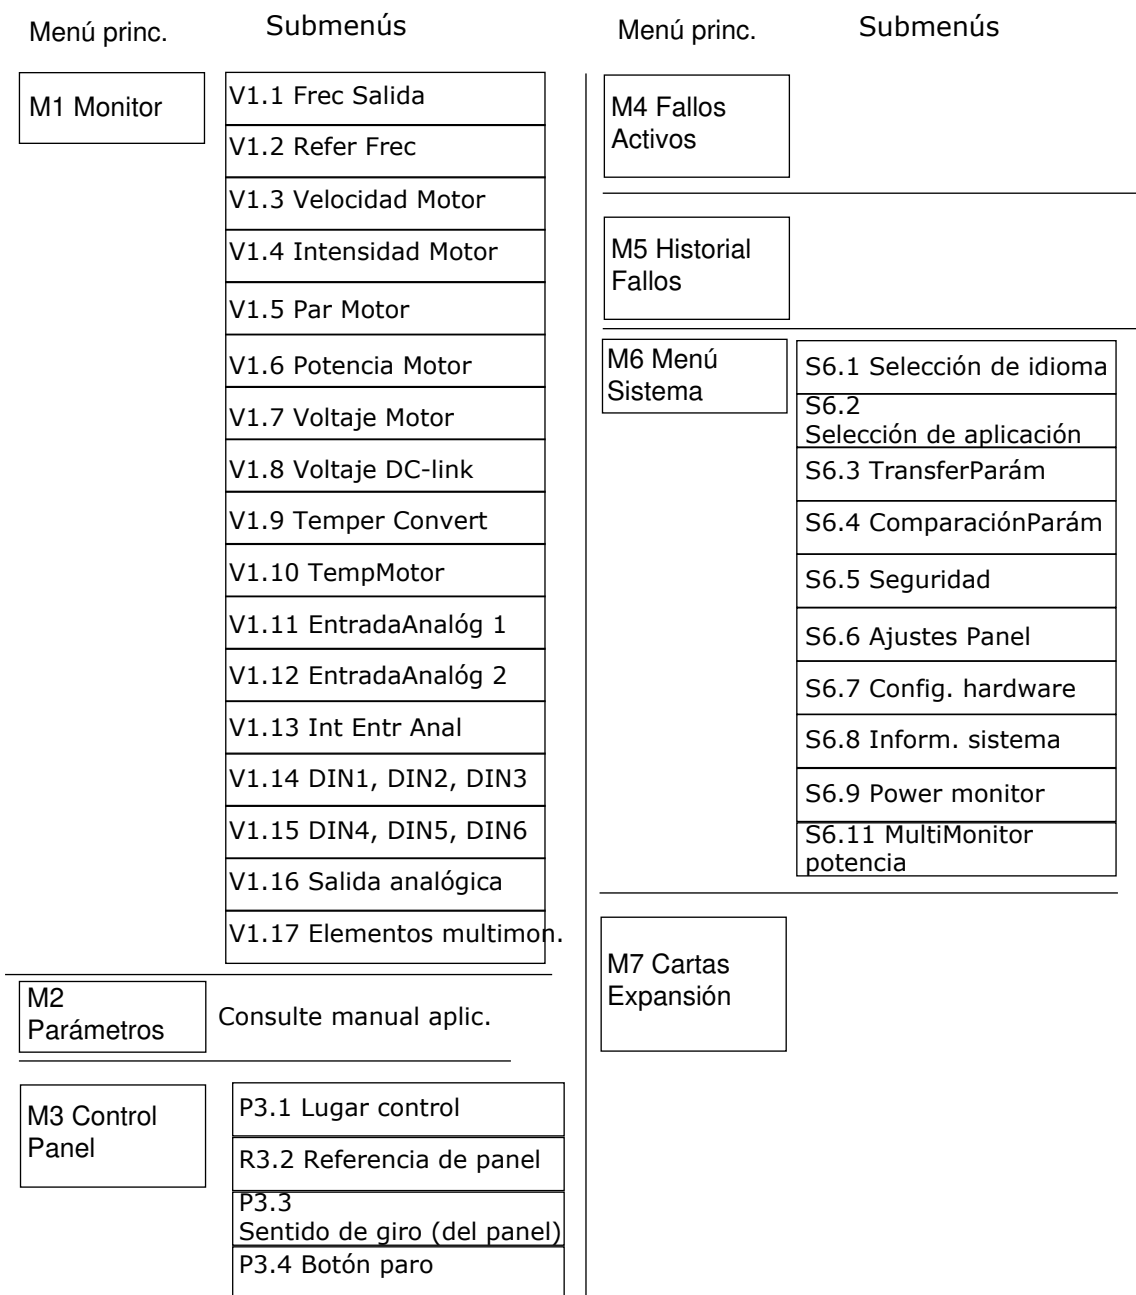 Menú princ.
Submenús
M1 Monitor
V1.1 Frec Salida
V1.2 Refer Frec
V1.3 Velocidad Motor
V1.4 Intensidad Motor
V1.5 Par Motor
V1.6 Potencia Motor
V1.7 Voltaje Motor
V1.8 Voltaje DC-link
V1.9 Temper Convert
V1.10 TempMotor
V1.11 EntradaAnalóg 1
V1.12 EntradaAnalóg 2
V1.13 Int Entr Anal
V1.14 DIN1, DIN2, DIN3
V1.15 DIN4, DIN5, DIN6
V1.16 Salida analógica
V1.17 Elementos multimon.
M2
Parámetros
Consulte manual aplic.
M3 Control
Panel
P3.1 Lugar control
R3.2 Referencia de panel
P3.3
Sentido de giro (del panel)
P3.4 Botón paro
Menú princ.
Submenús
M4 Fallos
Activos
M5 Historial
Fallos
M6 Menú
Sistema
S6.1 Selección de idioma
S6.2
Selección de aplicación
S6.3 TransferParám
S6.4 ComparaciónParám
S6.5 Seguridad
S6.6 Ajustes Panel
S6.7 Config. hardware
S6.8 Inform. sistema
S6.9 Power monitor
S6.11 MultiMonitor
potencia
M7 Cartas
Expansión